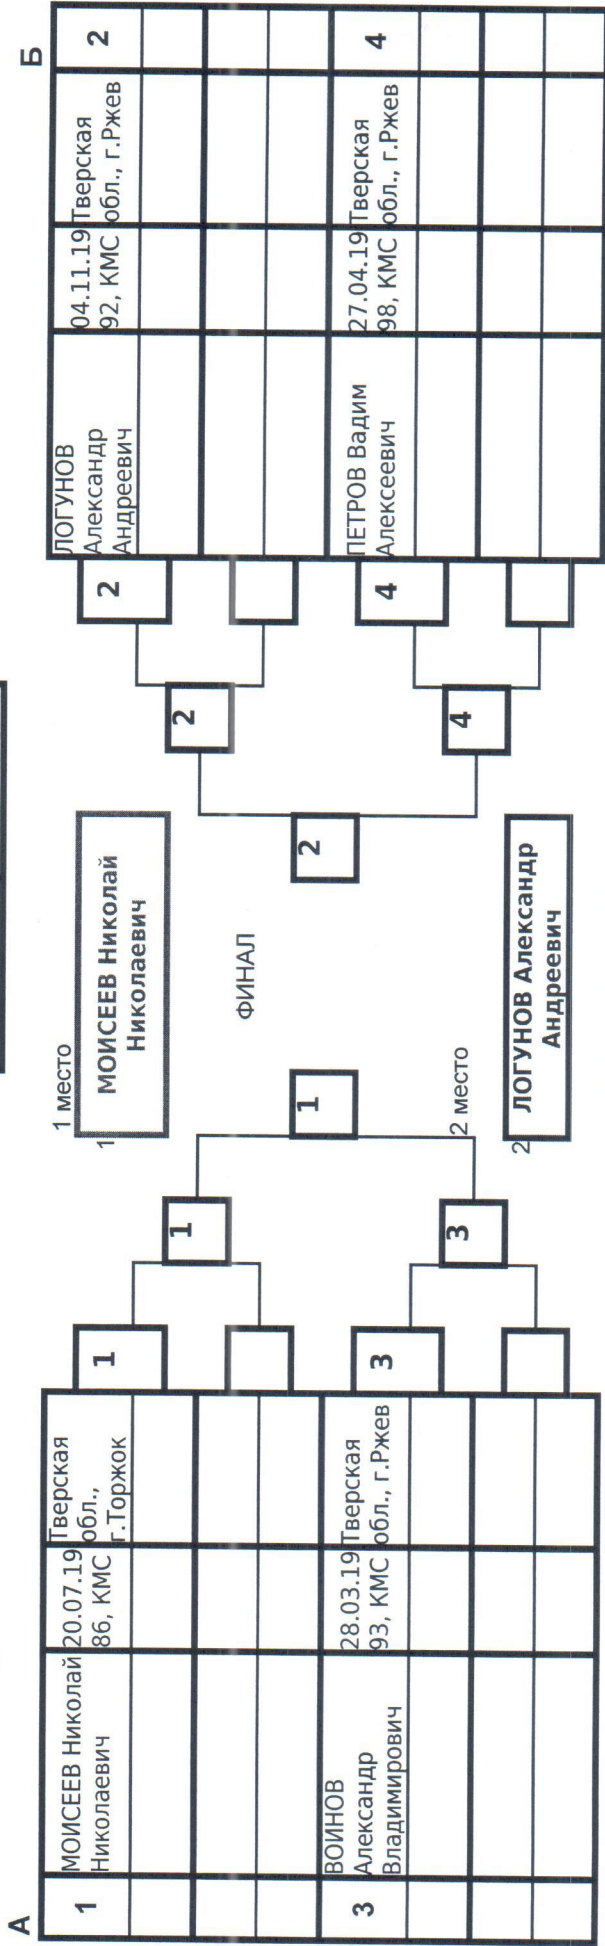 А
1
МОИСЕЕВ Николай
Николаевич
20.07.19
86, КМС
Тверская
обл.,
г.Торжок
3
ВОИНОВ
Александр
Владимирович
28.03.19
93, КМС
Тверская
обл., г.Ржев
1
3
1
3
1
1 место
1
МОИСЕЕВ Николай
Николаевич
ФИНАЛ
2 место
2
ЛОГУНОВ Александр
Андреевич
2
2
4
2
4
Б
ЛОГУНОВ
Александр
Андреевич
04.11.19
92, КМС
Тверская
обл., г.Ржев
2
ПЕТРОВ Вадим
Алексеевич
27.04.19
98, КМС
Тверская
обл., г.Ржев
4